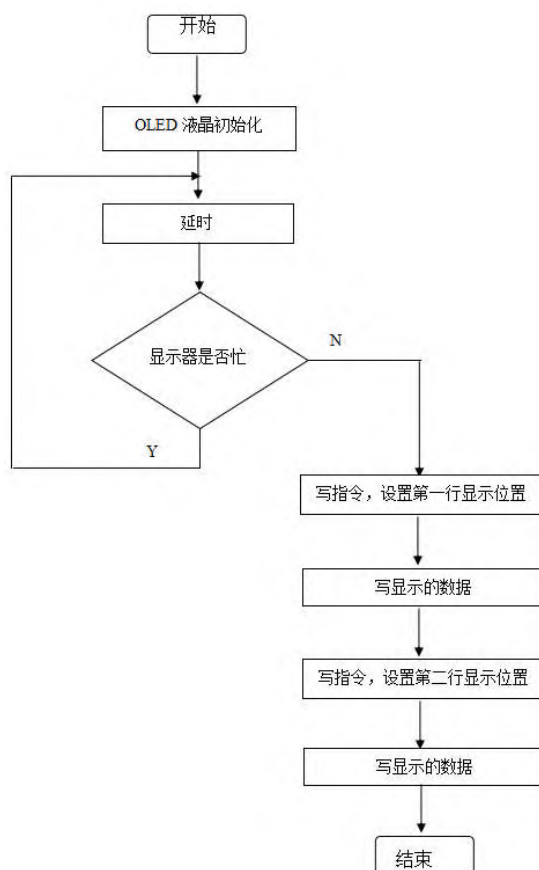 开始
OLED 液晶初始化
延时
显示器是否忙
N
Y
写指令，设置第一行显示位置
写显示的数据
写指令，设置第二行显示位置
写显示的数据
结束